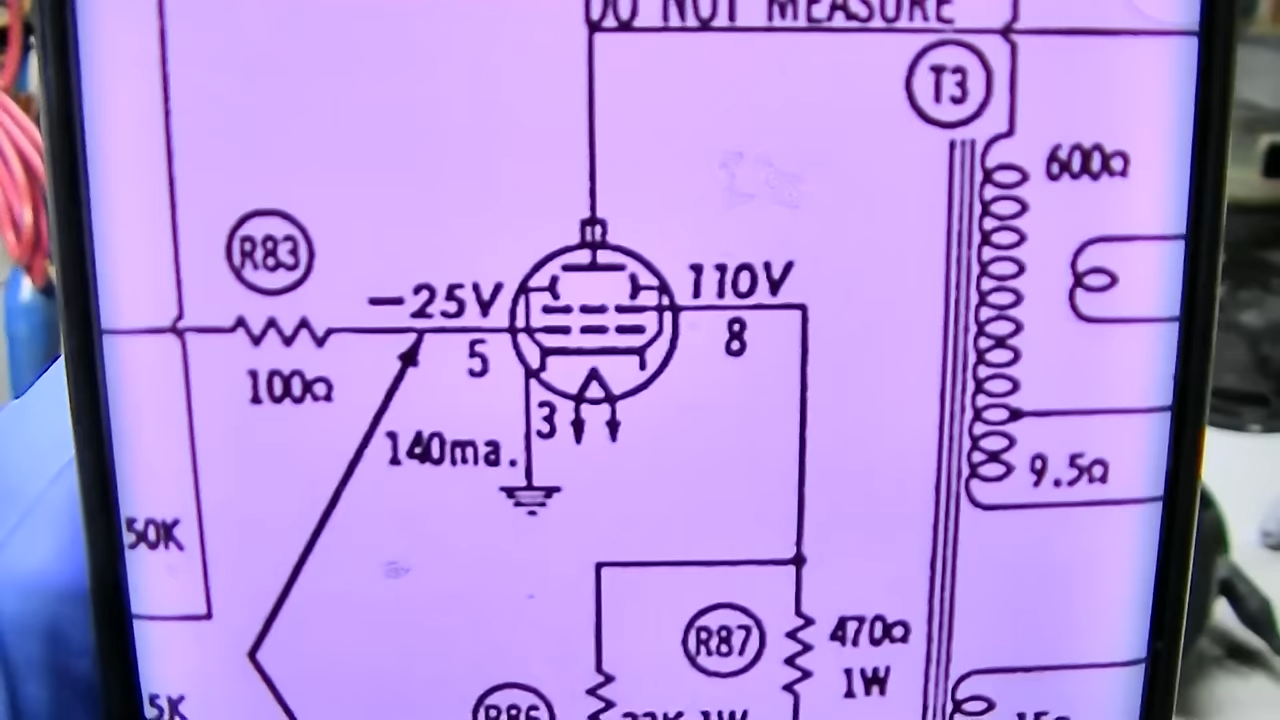 DO NOT MEASURE
T3
600Ω
R83
-25V
110V
5
8
100Ω
3
140ma.
9.5Ω
50K
R87
470Ω
1W
5K
R86